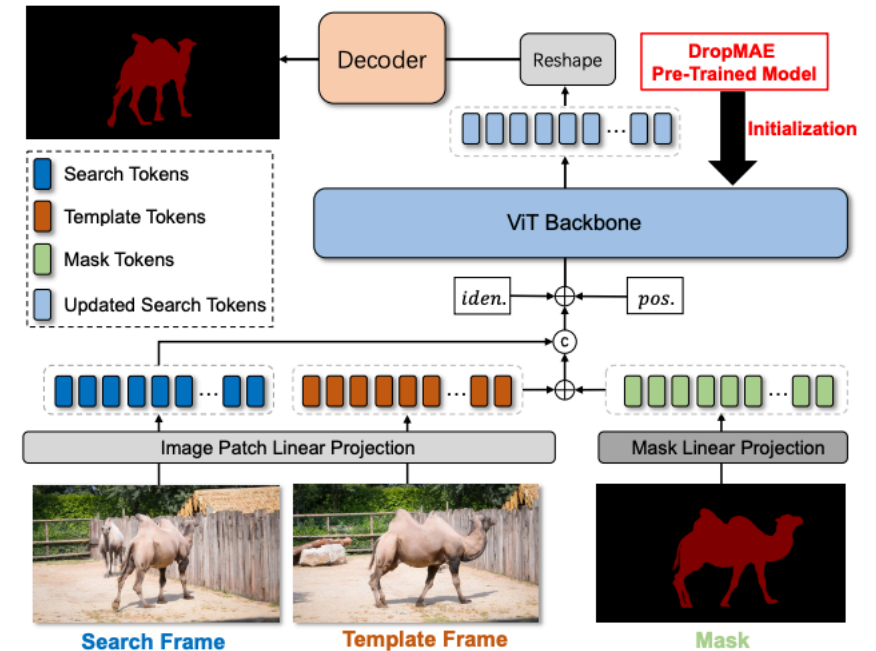 Decoder
Reshape
DropMAE
Pre-Trained Model
Initialization
Search Tokens
Template Tokens
Mask Tokens
Updated Search Tokens
ViT Backbone
iden.
pos.
C
Image Patch Linear Projection
Mask Linear Projection
Search Frame
Template Frame
Mask